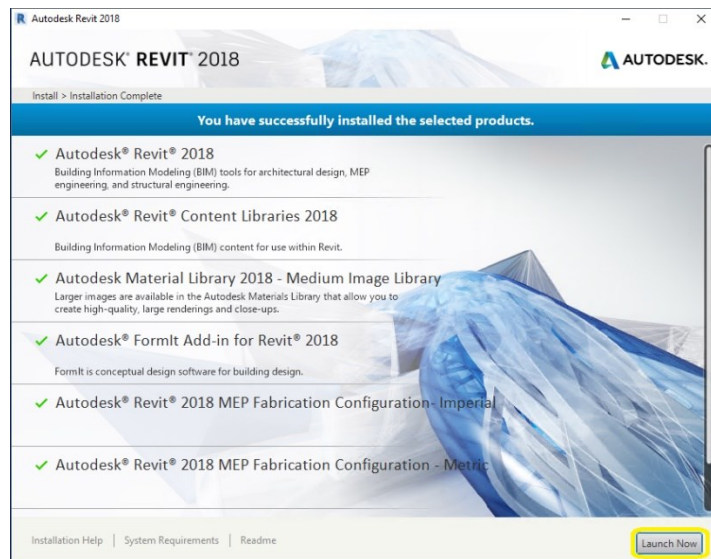 Autodesk Revit 2018
AUTODESK® REVIT® 2018
AUTODESK.
Install > Installation Complete
You have successfully installed the selected products.
Autodesk® Revit® 2018
Building Information Modeling (BIM) tools for architectural design, MEP
engineering, and structural engineering.
Autodesk® Revit® Content Libraries 2018
Building Information Modeling (BIM) content for use within Revit.
Autodesk Material Library 2018 - Medium Image Library
Larger images are available in the Autodesk Materials Library that allow you to
create high-quality, large renderings and close-ups.
Autodesk® FormIt Add-in for Revit® 2018
FormIt is conceptual design software for building design.
Autodesk® Revit® 2018 MEP Fabrication Configuration- Imperial
Autodesk® Revit® 2018 MEP Fabrication Configuration - Metric
Installation Help | System Requirements | Readme
Launch Now